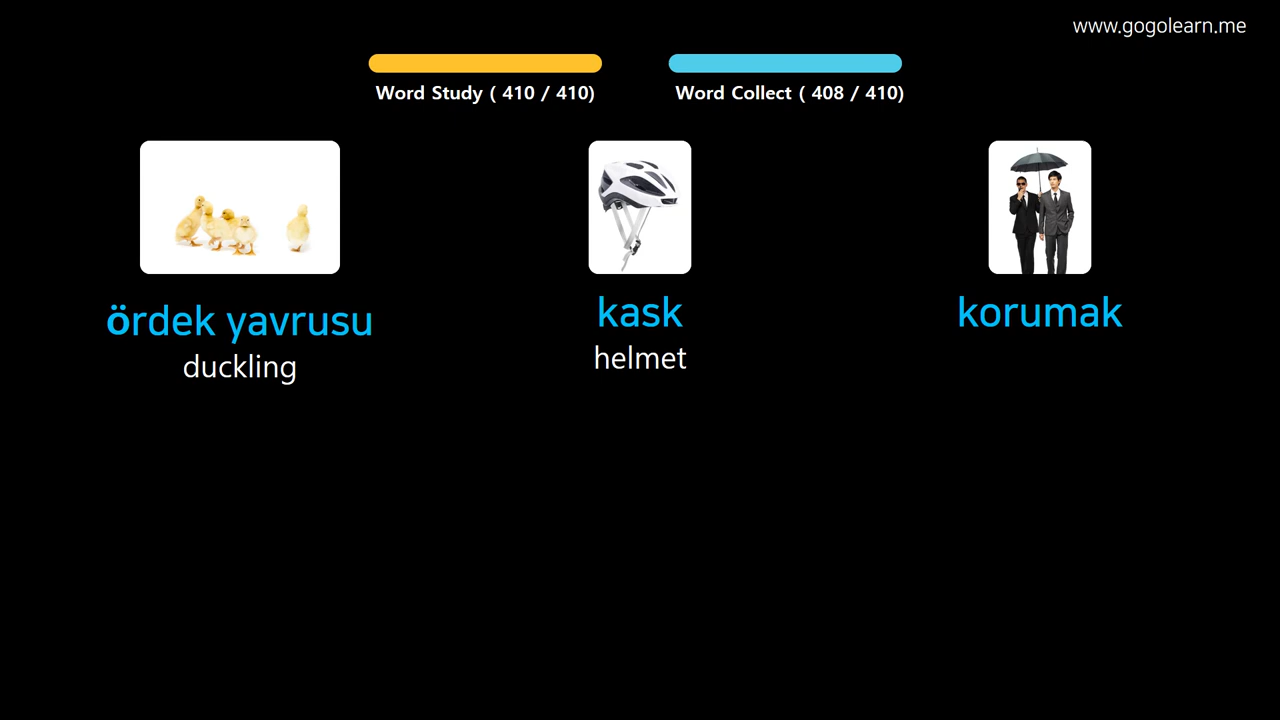 www.gogolearn.me
Word Study ( 410 / 410)
Word Collect ( 408 / 410)
ördek yavrusu
duckling
kask
helmet
korumak